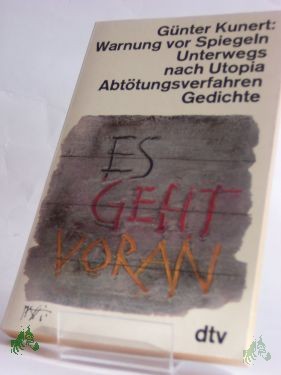 Günter Kunert:
Warnung vor Spiegeln
Unterwegs
nach Utopia
Abtötungsverfahren
Gedichte
ES
GEHT
VORAN
dtv